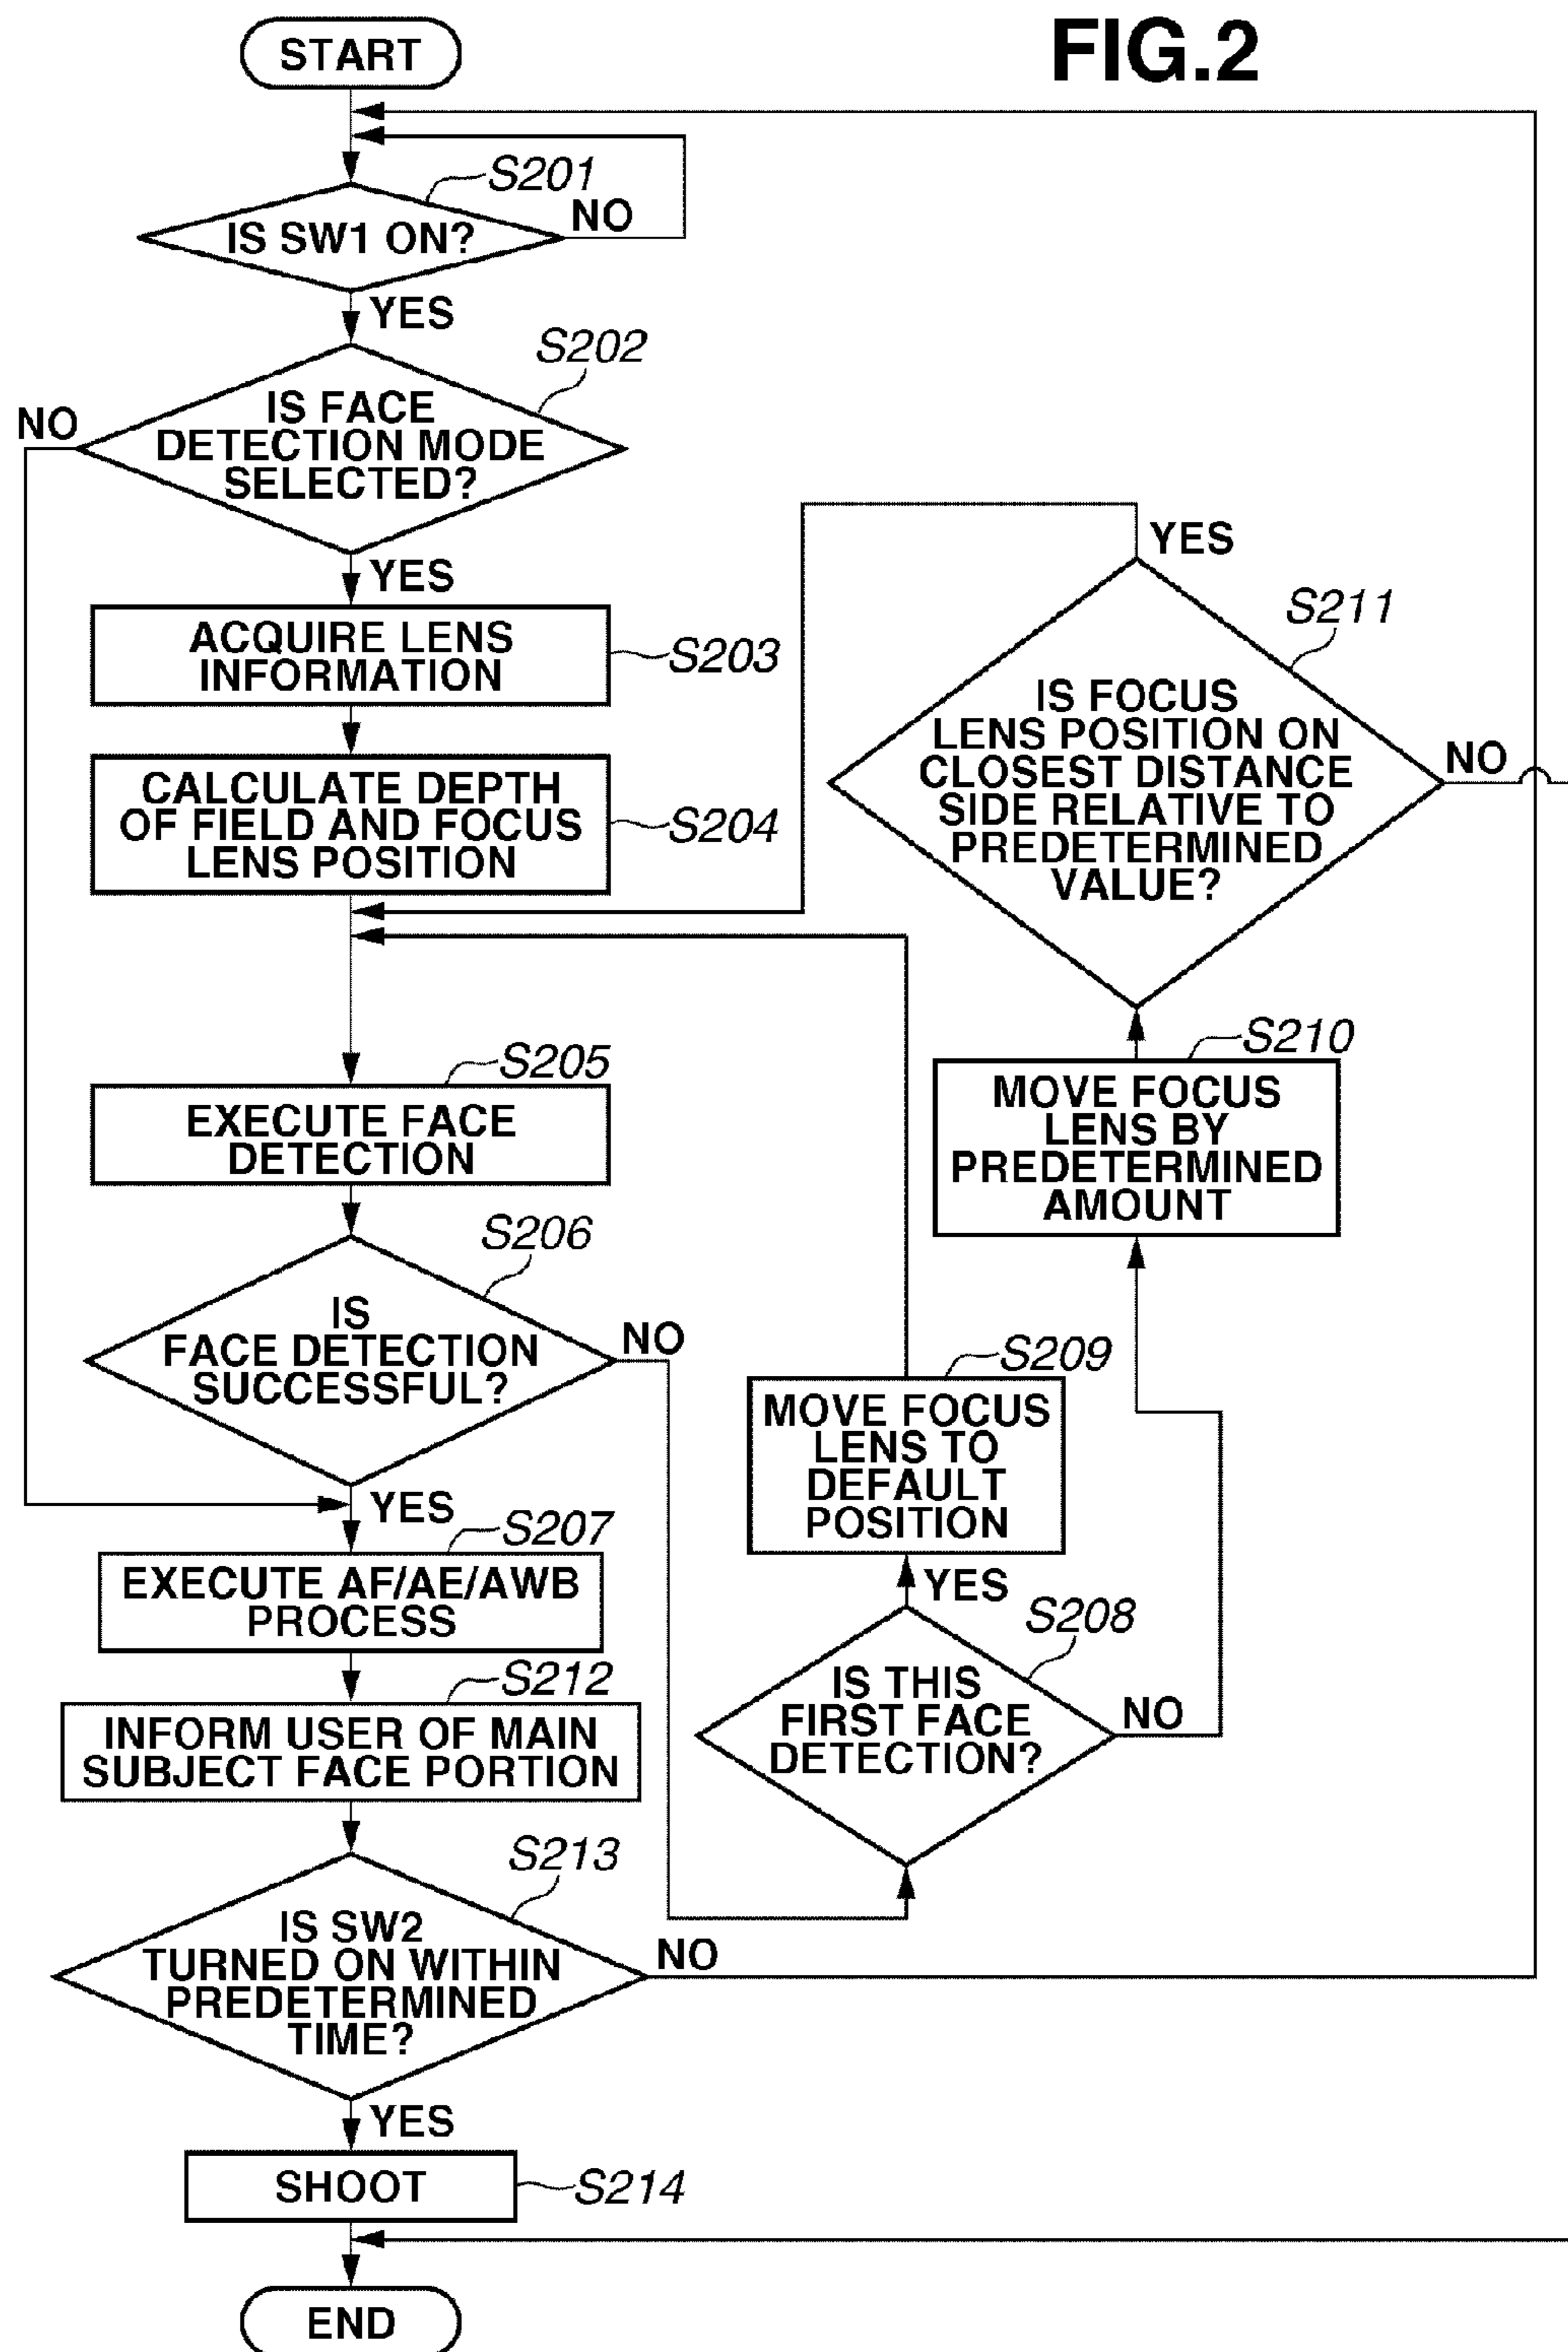 FIG.2
START
S201
IS SW1 ON?
NO
YES
S202
IS FACE
DETECTION MODE
SELECTED?
NO
YES
ACQUIRE LENS
INFORMATION
S203
CALCULATE DEPTH
OF FIELD AND FOCUS
LENS POSITION
S204
S205
EXECUTE FACE
DETECTION
S206
IS
FACE DETECTION
SUCCESSFUL?
NO
YES
S207
EXECUTE AF/AE/AWB
PROCESS
S212
INFORM USER OF MAIN
SUBJECT FACE PORTION
S213
IS SW2
TURNED ON WITHIN
PREDETERMINED
TIME?
NO
YES
SHOOT
S214
END
YES
S211
IS FOCUS
LENS POSITION ON
CLOSEST DISTANCE
SIDE RELATIVE TO
PREDETERMINED
VALUE?
NO
S210
MOVE FOCUS
LENS BY
PREDETERMINED
AMOUNT
S209
MOVE FOCUS
LENS TO
DEFAULT
POSITION
YES
S208
IS THIS
FIRST FACE
DETECTION?
NO